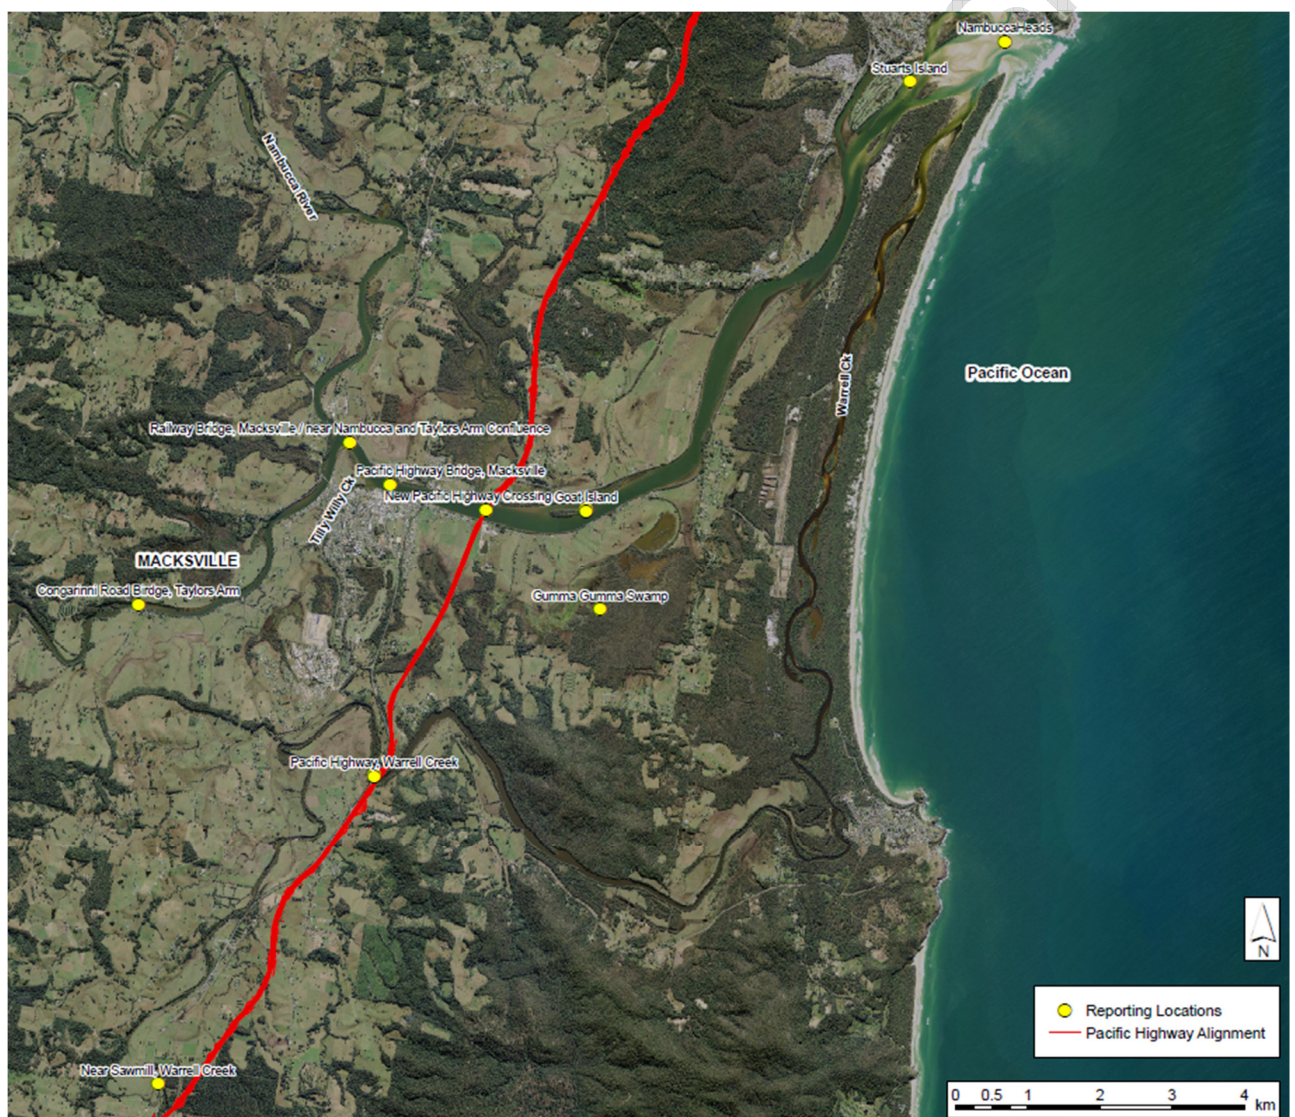 NambuccaHeads
Stuarts Island
Nambucca River
Warrell Ck
Pacific Ocean
Railway Bridge, Macksville / near Nambucca and Taylors Arm Confluence
Pacific Highway Bridge, Macksville
New Pacific Highway Crossing
Goat Island
Tilly Willy Ck
MACKSVILLE
Congarinni Road Birdge, Taylors Arm
Gumma Gumma Swamp
Pacific Highway, Warrell Creek
N
Reporting Locations
Pacific Highway Alignment
Near Sawmill, Warrell Creek
0 0.5 1 2 3 4
km